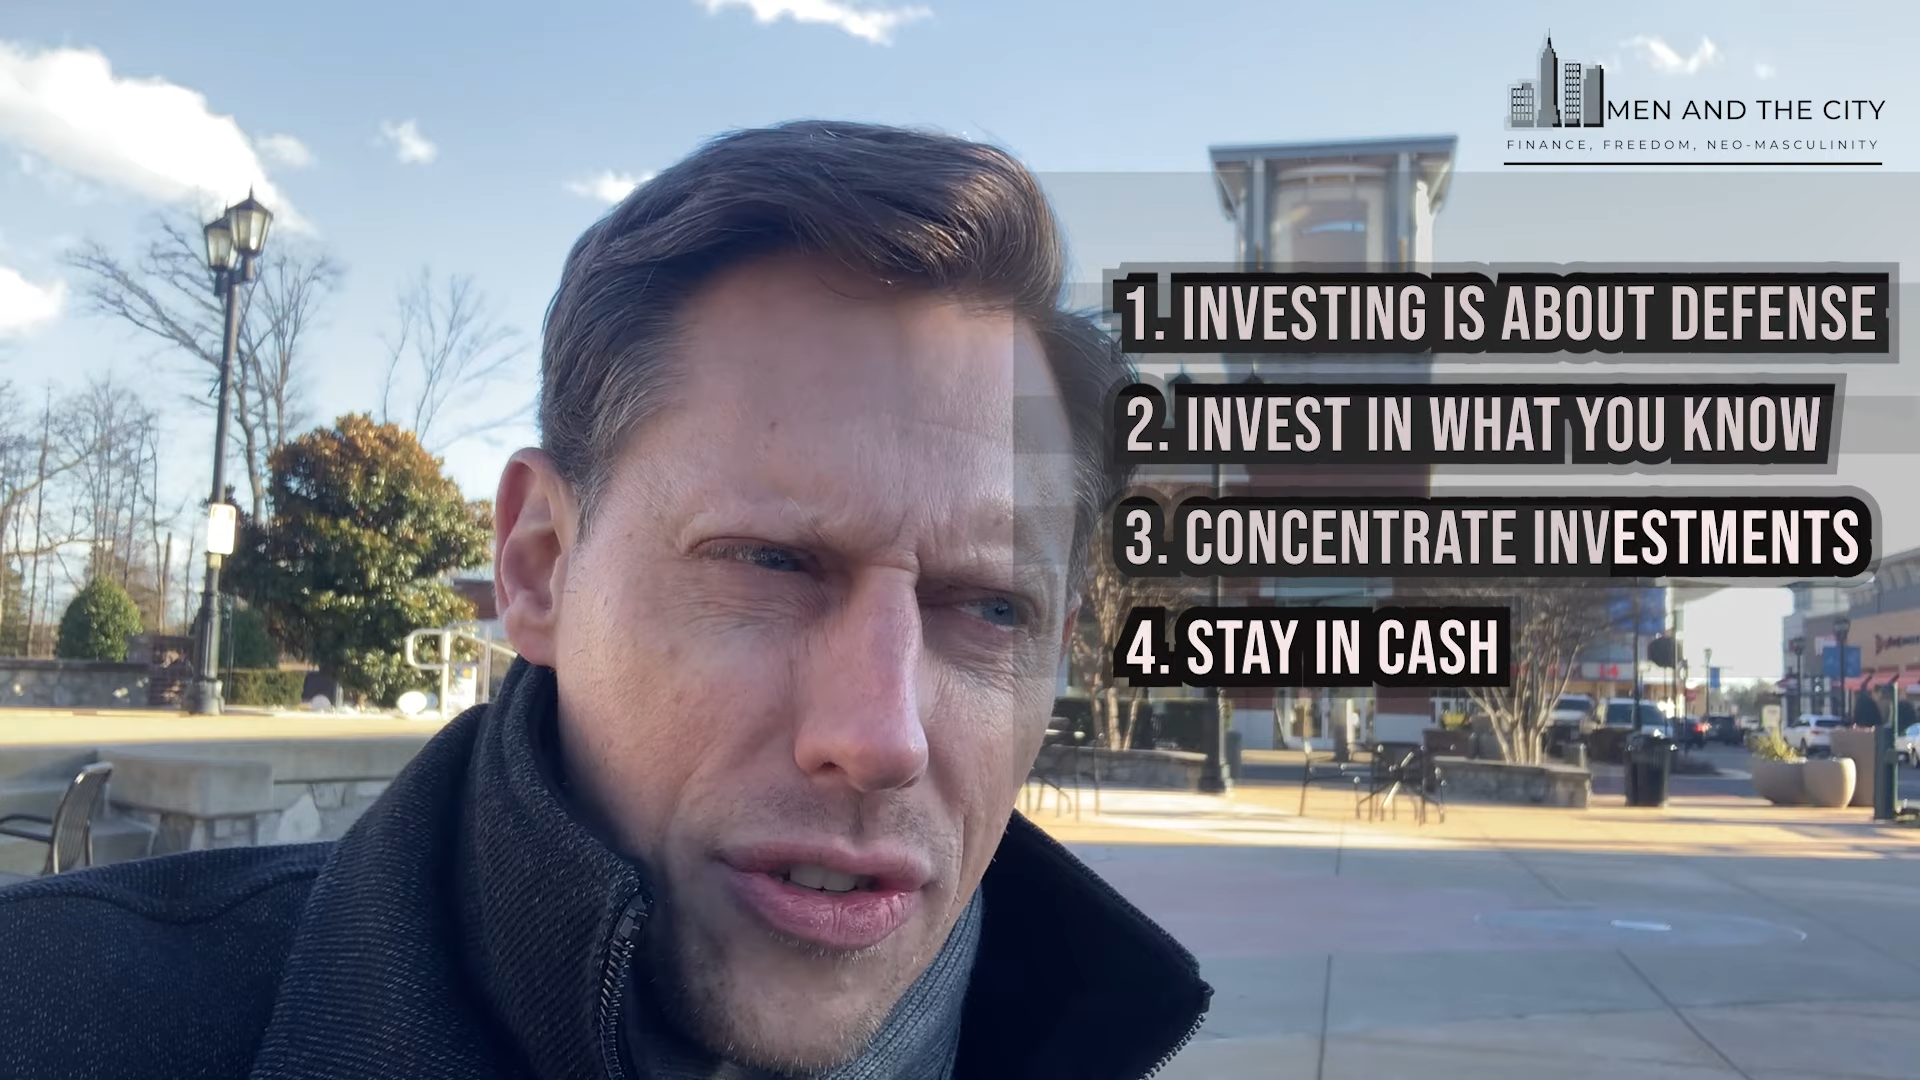 MEN AND THE CITY
FINANCE, FREEDOM, NEO-MASCULINITY
1. INVESTING IS ABOUT DEFENSE
2. INVEST IN WHAT YOU KNOW
3. CONCENTRATE INVESTMENTS
4. STAY IN CASH